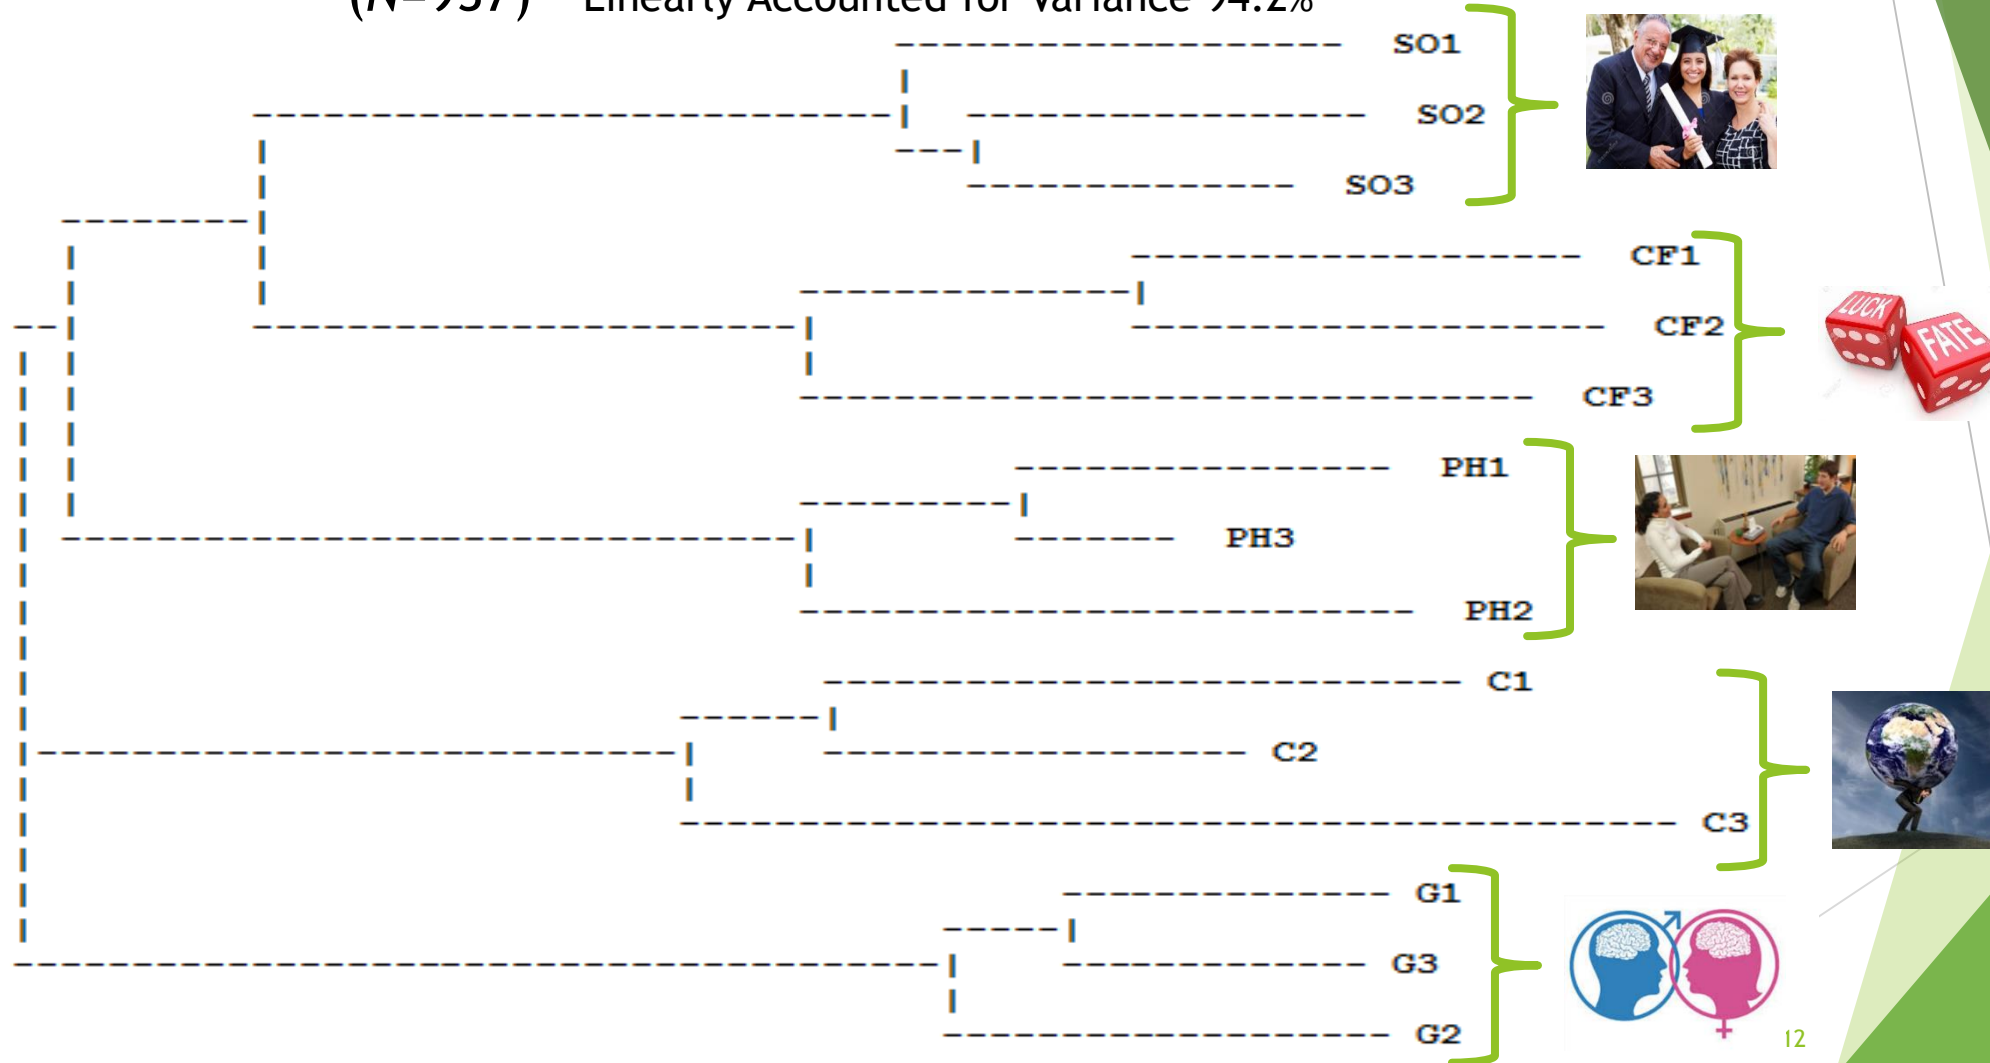 (N=937) Linearly Accounted for Variance 94.2%
SO1
SO2
SO3
CF1
CF2
CF3
LUCK
FATE
PH1
PH3
PH2
C1
C2
C3
G1
G3
G2
12